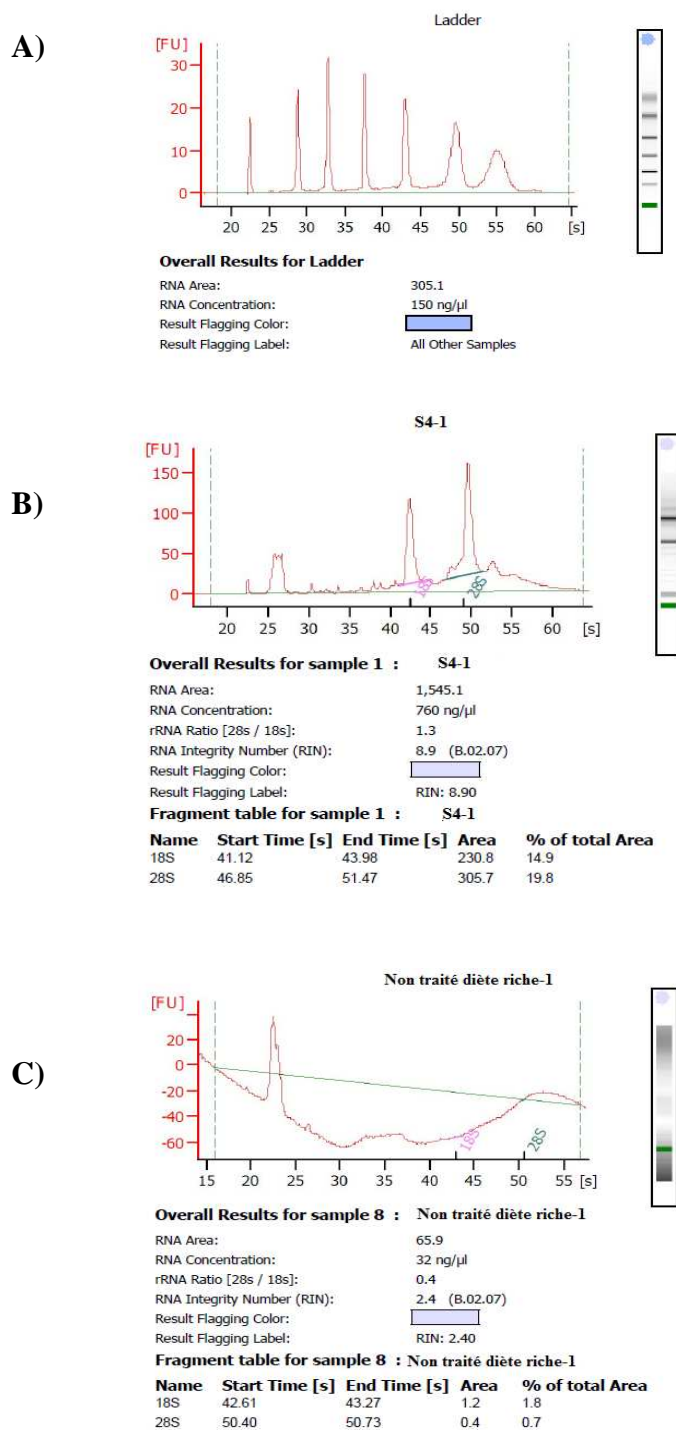 Ladder
A)
[FU]
30
20
10
0
20 25 30 35 40 45 50 55 60 [s]
Overall Results for Ladder
RNA Area: 305.1
RNA Concentration: 150 ng/µl
Result Flagging Color:
Result Flagging Label: All Other Samples
S4-1
B)
[FU]
150
100
50
0
18S
28S
20 25 30 35 40 45 50 55 60 [s]
Overall Results for sample 1 : S4-1
RNA Area: 1,545.1
RNA Concentration: 760 ng/µl
rRNA Ratio [28s / 18s]: 1.3
RNA Integrity Number (RIN): 8.9 (B.02.07)
Result Flagging Color:
Result Flagging Label: RIN: 8.90
Fragment table for sample 1 : S4-1
Name Start Time [s] End Time [s] Area % of total Area
18S 41.12 43.98 230.8 14.9
28S 46.85 51.47 305.7 19.8
Non traité diète riche-1
C)
[FU]
20
0
-20
-40
-60
18S
28S
15 20 25 30 35 40 45 50 55 [s]
Overall Results for sample 8 : Non traité diète riche-1
RNA Area: 65.9
RNA Concentration: 32 ng/µl
rRNA Ratio [28s / 18s]: 0.4
RNA Integrity Number (RIN): 2.4 (B.02.07)
Result Flagging Color:
Result Flagging Label: RIN: 2.40
Fragment table for sample 8 : Non traité diète riche-1
Name Start Time [s] End Time [s] Area % of total Area
18S 42.61 43.27 1.2 1.8
28S 50.40 50.73 0.4 0.7